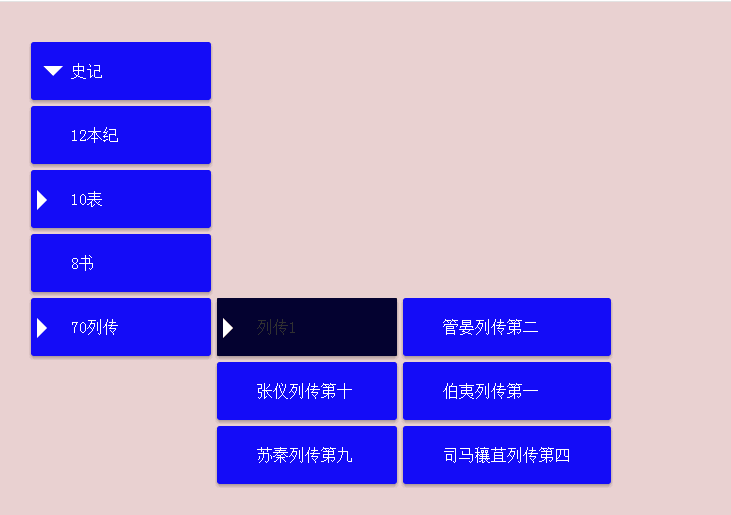 史记
12本纪
10表
8书
70列传
列传1
管晏列传第二
张仪列传第十
伯夷列传第一
苏秦列传第九
司马穰苴列传第四